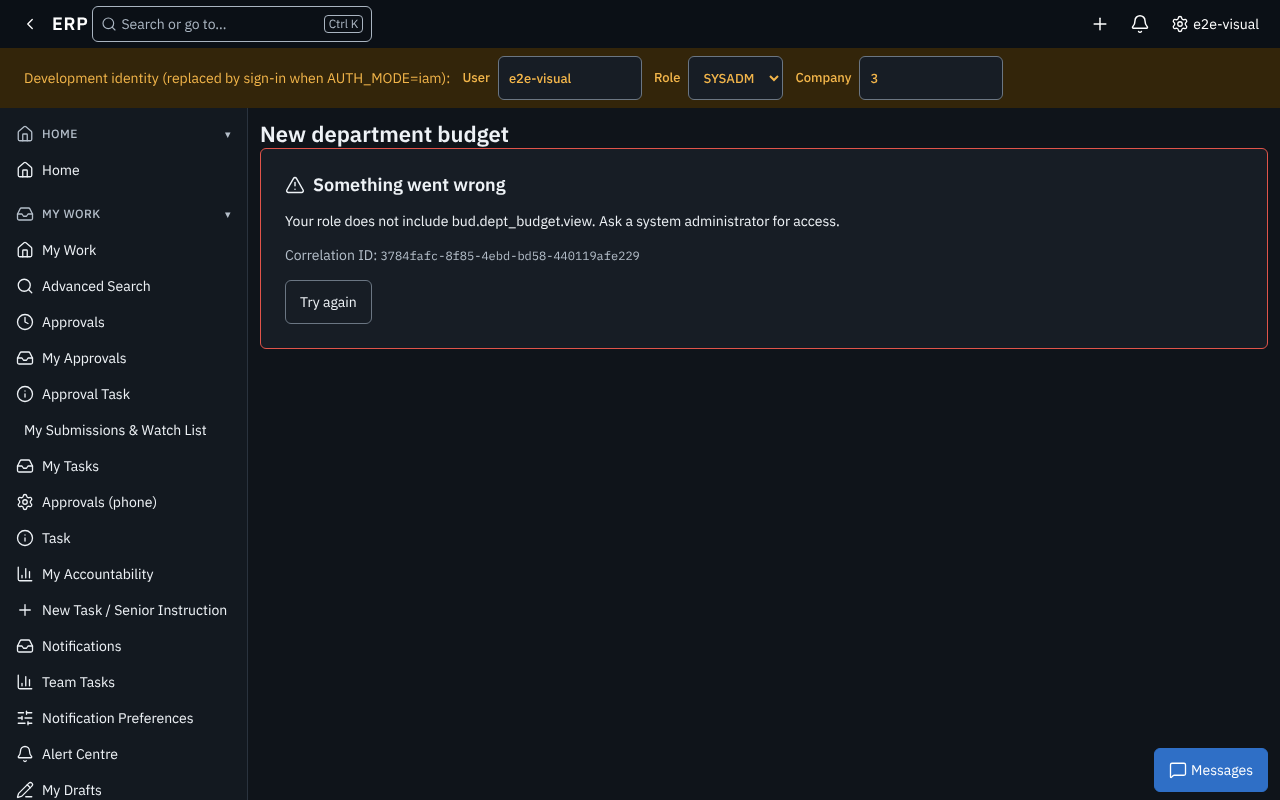 ERP
Search or go to...
Ctrl K
e2e-visual
Development identity (replaced by sign-in when AUTH_MODE=iam): User e2e-visual Role SYSADM Company 3
HOME
Home
MY WORK
My Work
Advanced Search
Approvals
My Approvals
Approval Task
My Submissions & Watch List
My Tasks
Approvals (phone)
Task
My Accountability
New Task / Senior Instruction
Notifications
Team Tasks
Notification Preferences
Alert Centre
My Drafts
New department budget
Something went wrong
Your role does not include bud.dept_budget.view. Ask a system administrator for access.
Correlation ID: 3784fafc-8f85-4ebd-bd58-440119afe229
Try again
Messages